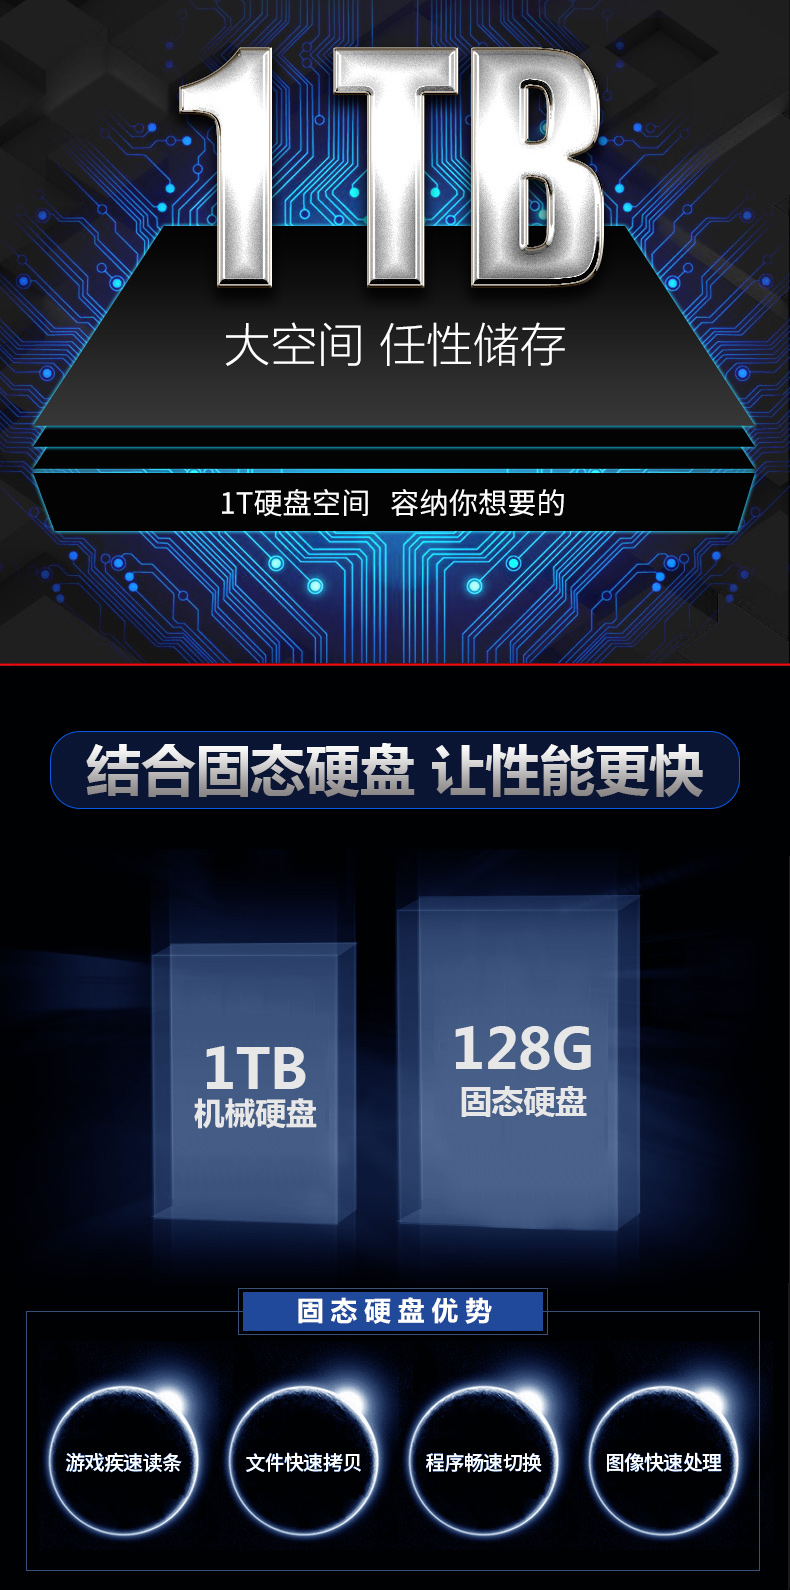 1TB
大空间 任性储存
1T硬盘空间 容纳你想要的
结合固态硬盘 让性能更快
1TB
机械硬盘
128G
固态硬盘
固态硬盘优势
游戏疾速读条
文件快速拷贝
程序畅速切换
图像快速处理